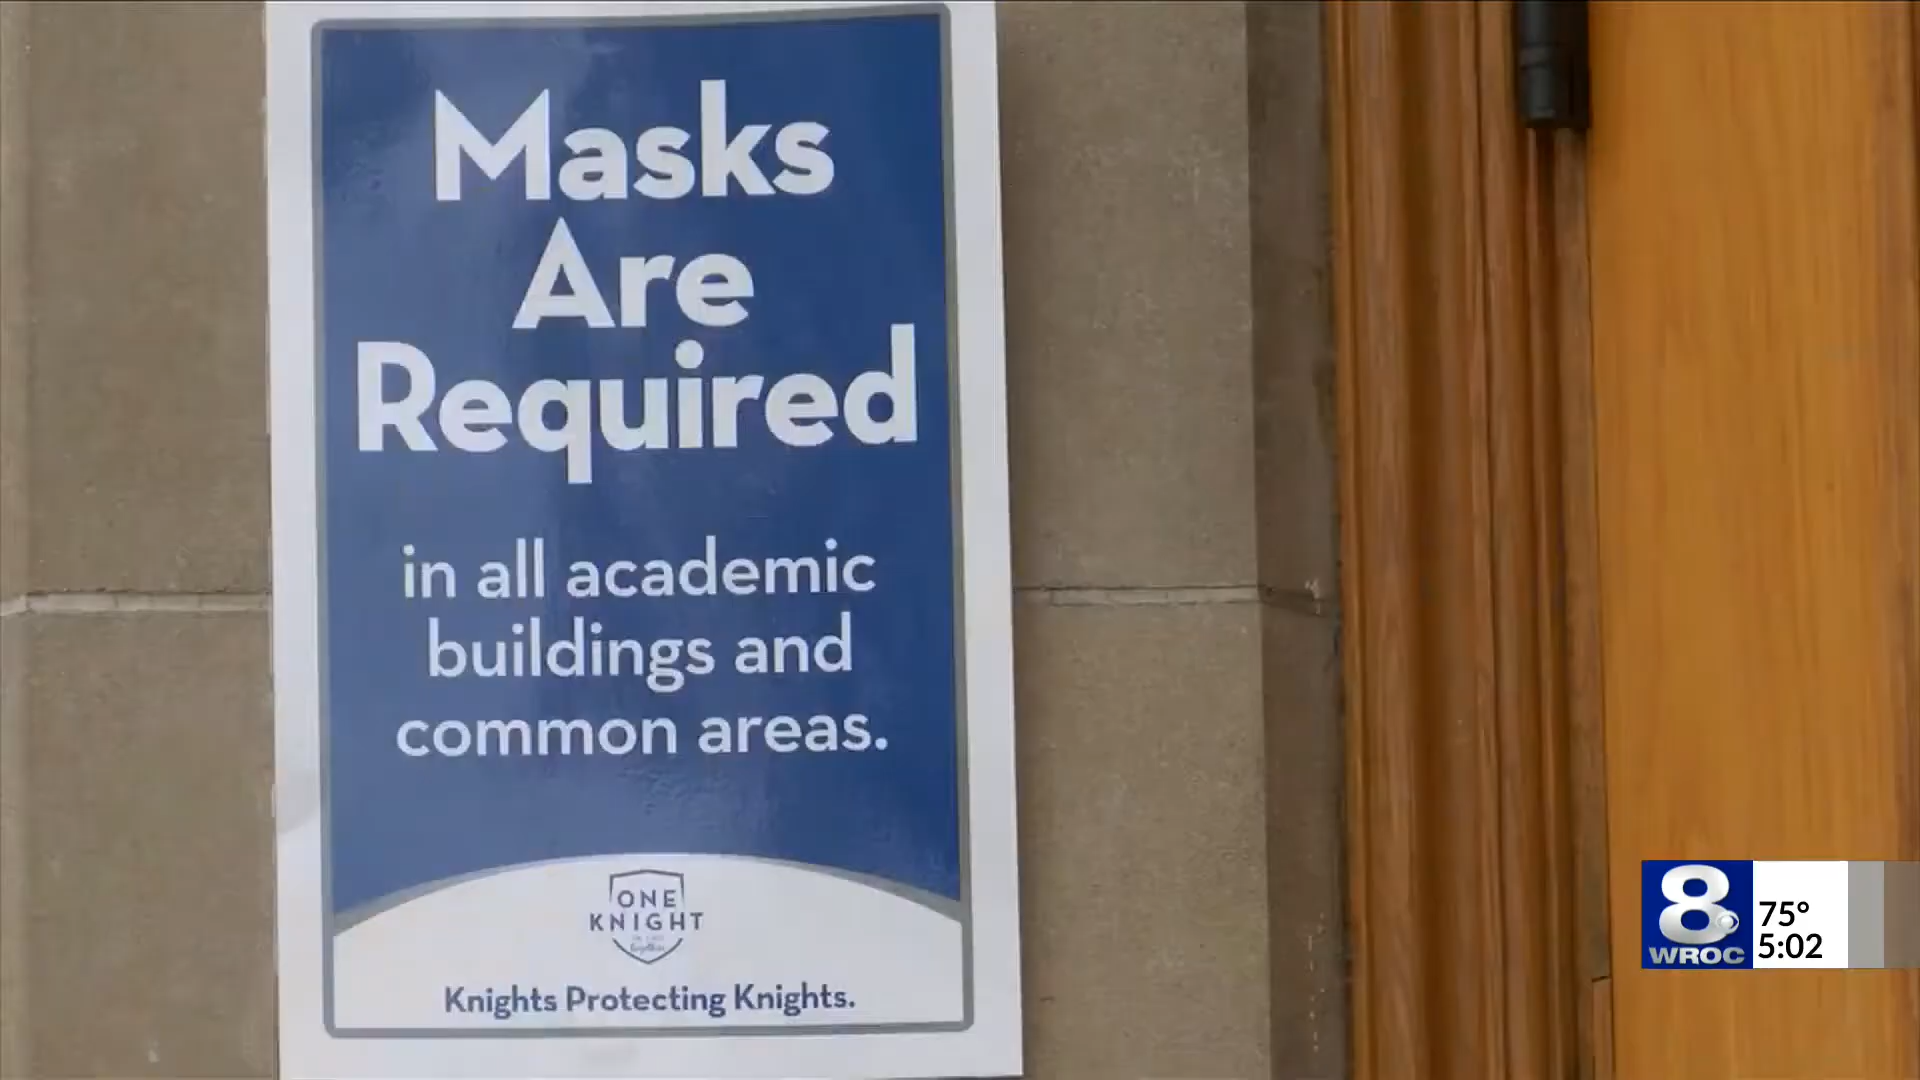 Masks
Are
Required
in all academic
buildings and
common areas.
ONE
KNIGHT
together
Knights Protecting Knights.
8
WROC
75°
5:02